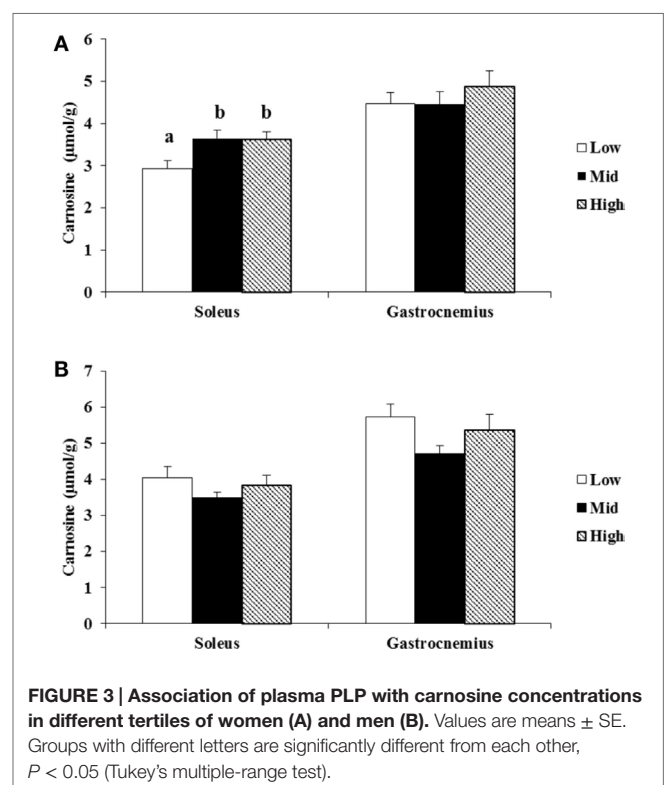 A
6
5
4
3
2
1
0
Carnosine (µmol/g)
a
b
b
Low
Mid
High
Soleus
Gastrocnemius
B
7
6
5
4
3
2
1
0
Carnosine (µmol/g)
Low
Mid
High
Soleus
Gastrocnemius
FIGURE 3 | Association of plasma PLP with carnosine concentrations
in different tertiles of women (A) and men (B). Values are means ± SE.
Groups with different letters are significantly different from each other,
P < 0.05 (Tukey's multiple-range test).